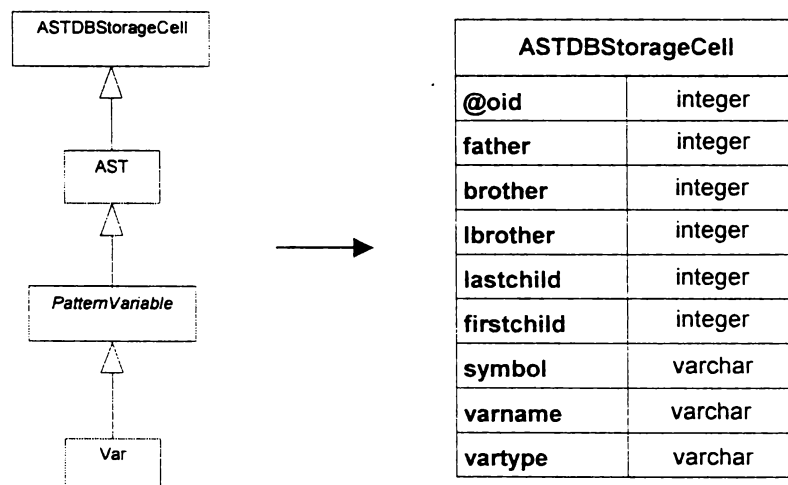 ASTDBStorageCell
AST
PatternVariable
Var
ASTDBStorageCell
@oid integer
father integer
brother integer
lbrother integer
lastchild integer
firstchild integer
symbol varchar
varname varchar
vartype varchar